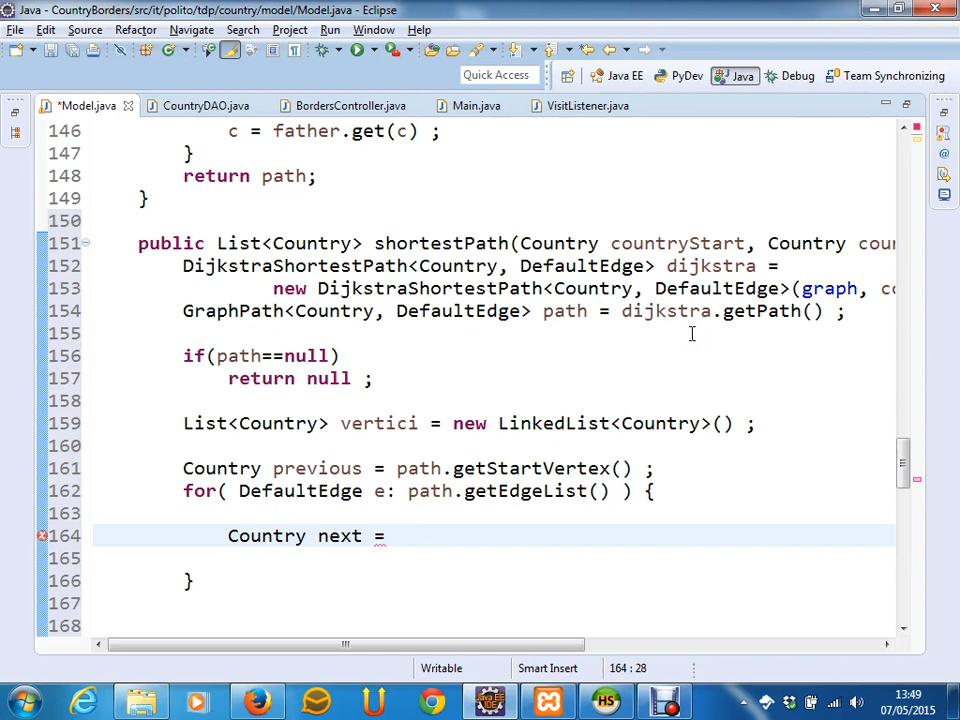 Java - CountryBorders/src/it/polito/tdp/country/model/Model.java - Eclipse
File Edit Source Refactor Navigate Search Project Run Window Help
Quick Access Java EE PyDev Java Debug Team Synchronizing
*Model.java CountryDAO.java BordersController.java Main.java VisitListener.java
146 c = father.get(c) ;
147 }
148 return path;
149 }
150
151 public List<Country> shortestPath(Country countryStart, Country cou
152 DijkstraShortestPath<Country, DefaultEdge> dijkstra =
153 new DijkstraShortestPath<Country, DefaultEdge>(graph, co
154 GraphPath<Country, DefaultEdge> path = dijkstra.getPath() ;
155
156 if(path==null)
157 return null ;
158
159 List<Country> vertici = new LinkedList<Country>() ;
160
161 Country previous = path.getStartVertex() ;
162 for( DefaultEdge e: path.getEdgeList() ) {
163
164 Country next =
165
166 }
167
168
Writable Smart Insert 164 : 28
13:49
07/05/2015